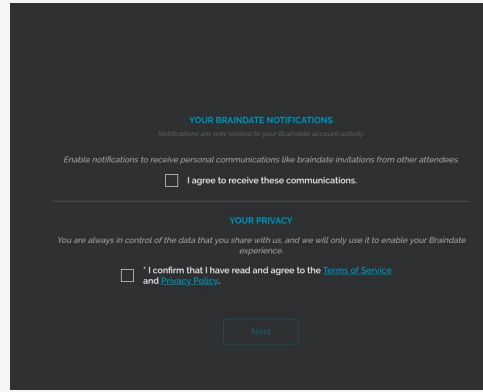 YOUR BRAINDATE NOTIFICATIONS
Notifications are only related to your Braindate account activity.
Enable notifications to receive personal communications like braindate invitations from other attendees.
I agree to receive these communications.
YOUR PRIVACY
You are always in control of the data that you share with us, and we will only use it to enable your Braindate
experience.
* I confirm that I have read and agree to the Terms of Service
and Privacy Policy.
Next